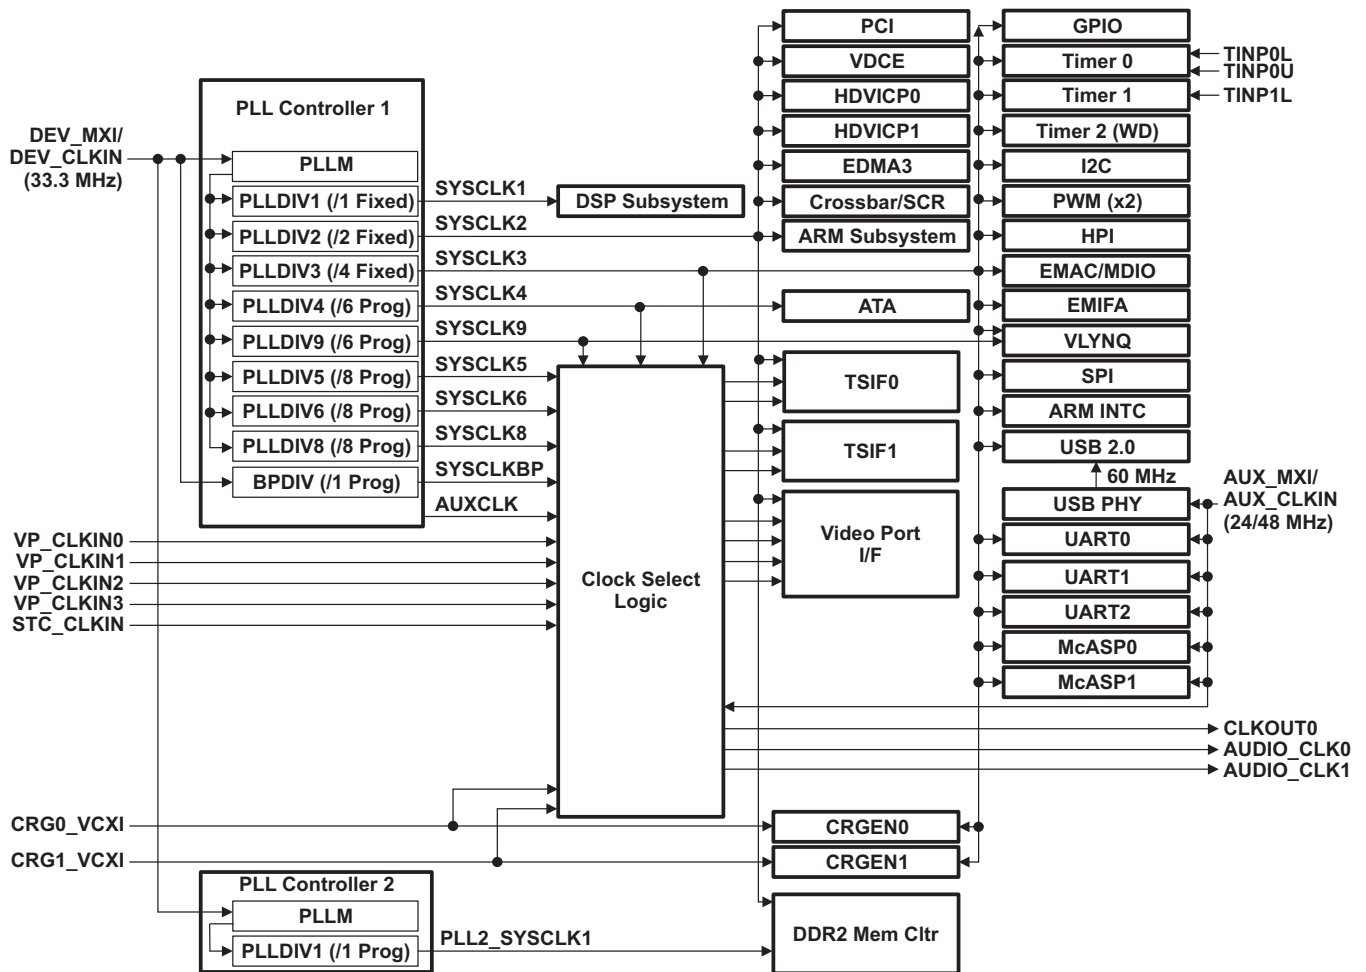 PLL Controller 1
DEV_MXI/
DEV_CLKIN
(33.3 MHz)
PLLM
PLLDIV1 (/1 Fixed)
PLLDIV2 (/2 Fixed)
PLLDIV3 (/4 Fixed)
PLLDIV4 (/6 Prog)
PLLDIV9 (/6 Prog)
PLLDIV5 (/8 Prog)
PLLDIV6 (/8 Prog)
PLLDIV8 (/8 Prog)
BPDIV (/1 Prog)
SYSCLK1
SYSCLK2
SYSCLK3
SYSCLK4
SYSCLK9
SYSCLK5
SYSCLK6
SYSCLK8
SYSCLKBP
AUXCLK
VP_CLKIN0
VP_CLKIN1
VP_CLKIN2
VP_CLKIN3
STC_CLKIN
CRG0_VCXI
CRG1_VCXI
PLL Controller 2
PLLM
PLLDIV1 (/1 Prog)
PLL2_SYSCLK1
DSP Subsystem
Clock Select
Logic
PCI
VDCE
HDVICP0
HDVICP1
EDMA3
Crossbar/SCR
ARM Subsystem
ATA
TSIF0
TSIF1
Video Port
I/F
CRGEN0
CRGEN1
DDR2 Mem Cltr
GPIO
Timer 0
Timer 1
Timer 2 (WD)
I2C
PWM (x2)
HPI
EMAC/MDIO
EMIFA
VLYNQ
SPI
ARM INTC
USB 2.0
60 MHz
USB PHY
UART0
UART1
UART2
McASP0
McASP1
TINP0L
TINP0U
TINP1L
AUX_MXI/
AUX_CLKIN
(24/48 MHz)
CLKOUT0
AUDIO_CLK0
AUDIO_CLK1